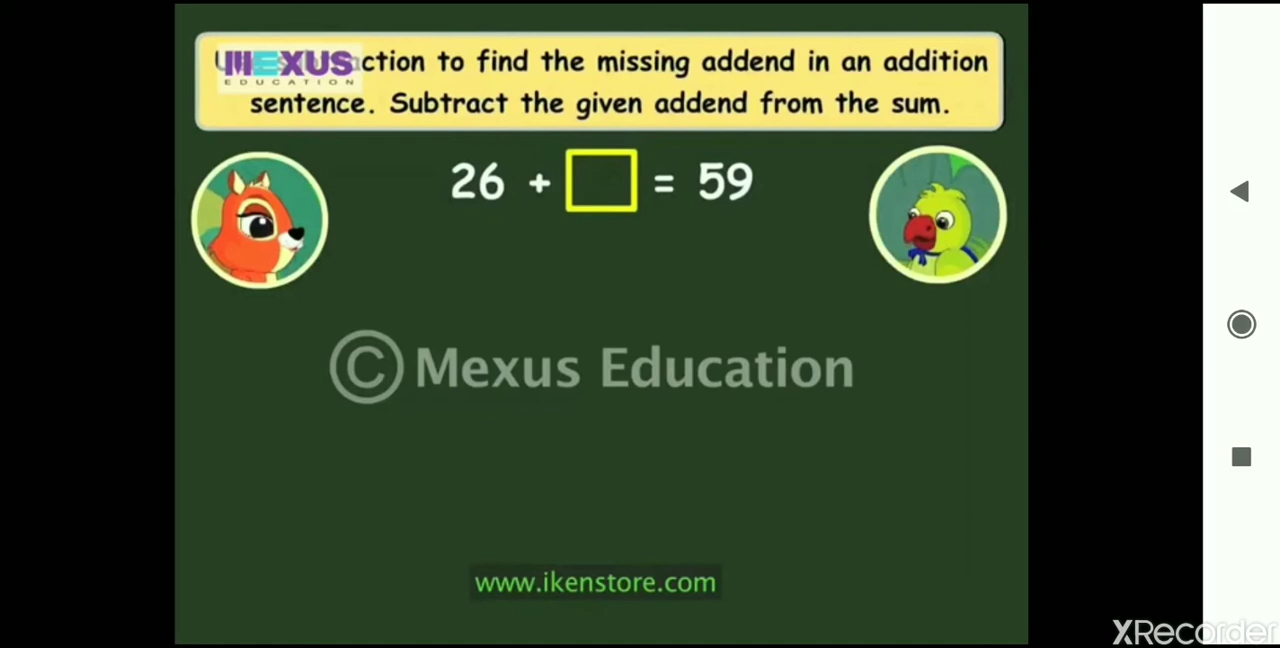 MEXUS
EDUCATION
ction to find the missing addend in an addition
sentence. Subtract the given addend from the sum.
26 + = 59
© Mexus Education
www.ikenstore.com
XRecorder